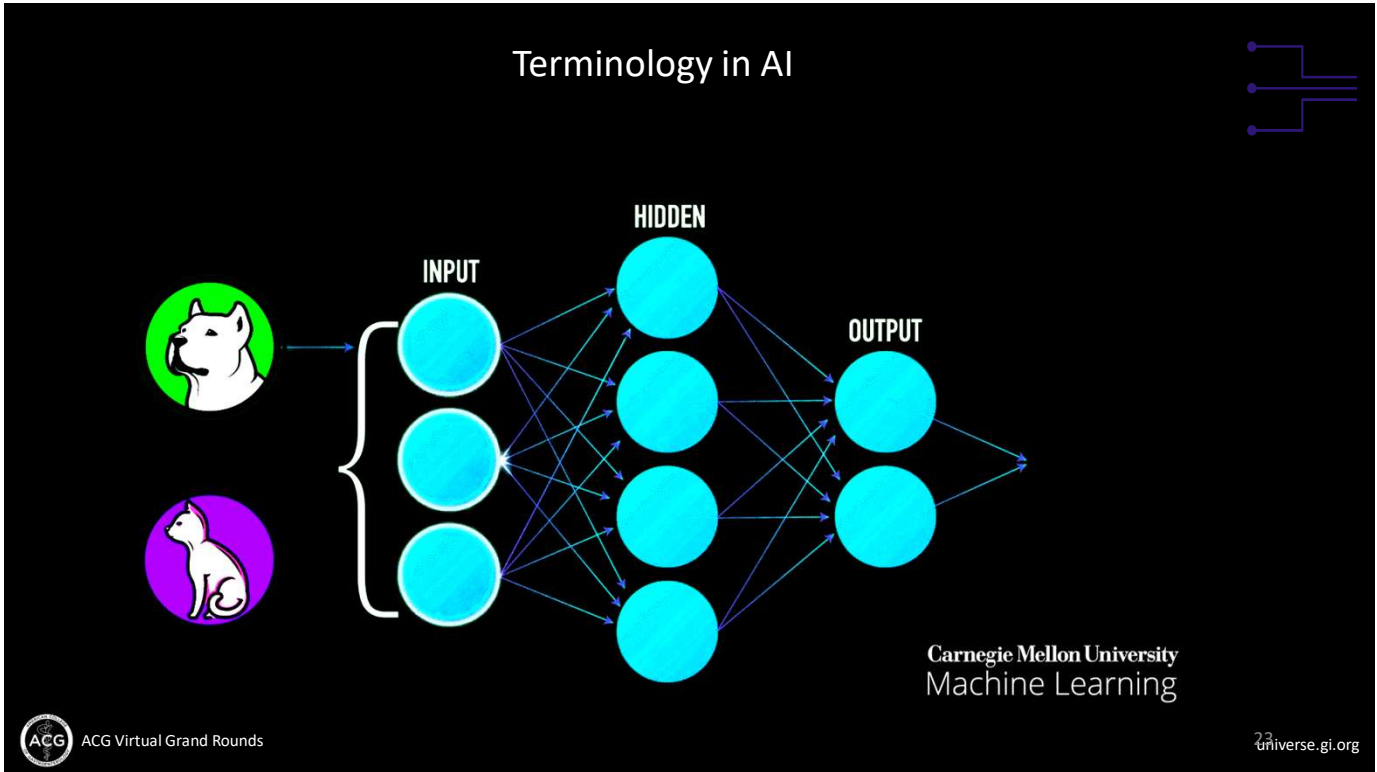 Terminology in AI
HIDDEN
INPUT
OUTPUT
Carnegie Mellon University
Machine Learning
ACG
ACG Virtual Grand Rounds
23
universe.gi.org